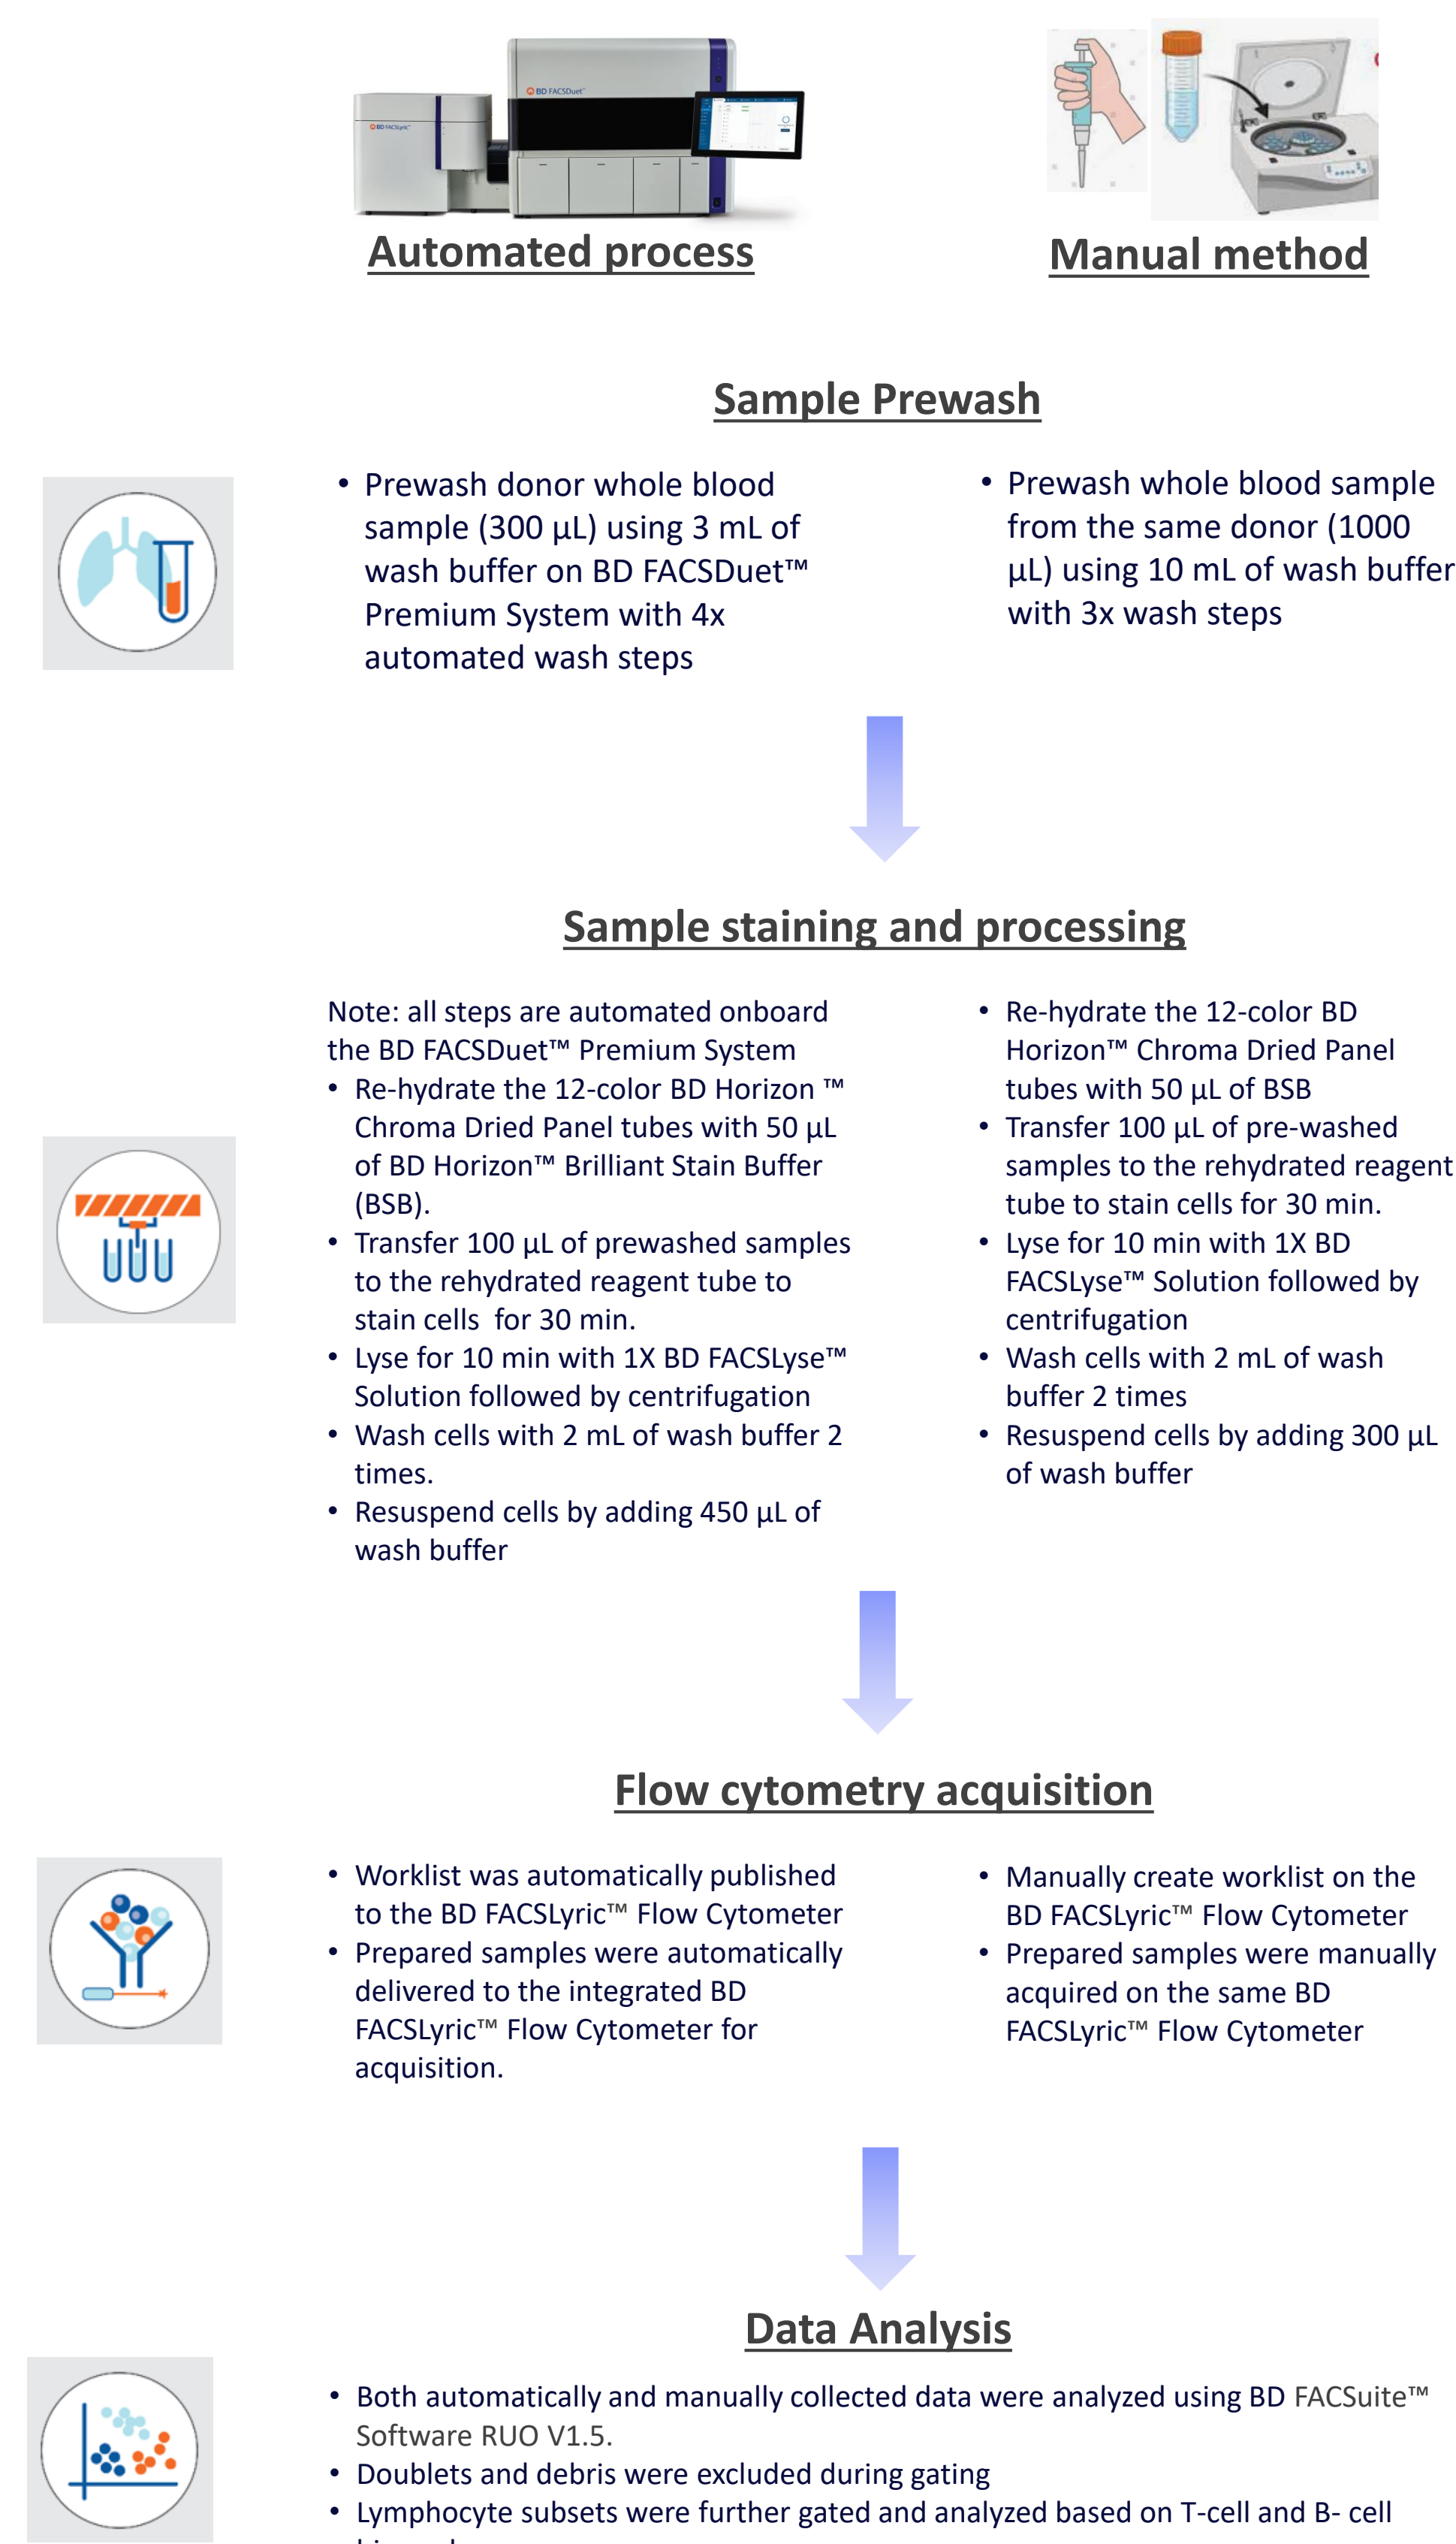 BD FACSDuet™
BD FACSLyric™
Automated process
Manual method
Sample Prewash
• Prewash donor whole blood
sample (300 µL) using 3 mL of
wash buffer on BD FACSDuet™
Premium System with 4x
automated wash steps
• Prewash whole blood sample
from the same donor (1000
µL) using 10 mL of wash buffer
with 3x wash steps
Sample staining and processing
Note: all steps are automated onboard
the BD FACSDuet™ Premium System
• Re-hydrate the 12-color BD Horizon ™
Chroma Dried Panel tubes with 50 µL
of BD Horizon™ Brilliant Stain Buffer
(BSB).
• Transfer 100 µL of prewashed samples
to the rehydrated reagent tube to
stain cells  for 30 min.
• Lyse for 10 min with 1X BD FACSLyse™
Solution followed by centrifugation
• Wash cells with 2 mL of wash buffer 2
times.
• Resuspend cells by adding 450 µL of
wash buffer
• Re-hydrate the 12-color BD
Horizon™ Chroma Dried Panel
tubes with 50 µL of BSB
• Transfer 100 µL of pre-washed
samples to the rehydrated reagent
tube to stain cells for 30 min.
• Lyse for 10 min with 1X BD
FACSLyse™ Solution followed by
centrifugation
• Wash cells with 2 mL of wash
buffer 2 times
• Resuspend cells by adding 300 µL
of wash buffer
Flow cytometry acquisition
• Worklist was automatically published
to the BD FACSLyric™ Flow Cytometer
• Prepared samples were automatically
delivered to the integrated BD
FACSLyric™ Flow Cytometer for
acquisition.
• Manually create worklist on the
BD FACSLyric™ Flow Cytometer
• Prepared samples were manually
acquired on the same BD
FACSLyric™ Flow Cytometer
Data Analysis
• Both automatically and manually collected data were analyzed using BD FACSuite™
Software RUO V1.5.
• Doublets and debris were excluded during gating
• Lymphocyte subsets were further gated and analyzed based on T-cell and B- cell